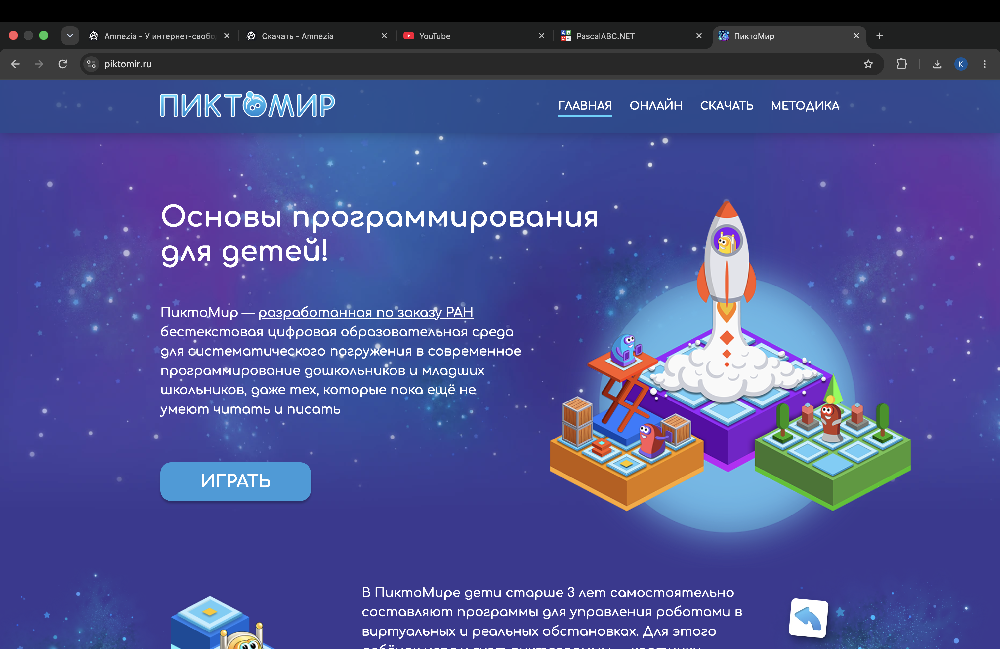 Amnezia - У интернет-свобо
Скачать - Amnezia
YouTube
PascalABC.NET
ПиктоМир
piktomir.ru
K
ПИКТОМИР
ГЛАВНАЯ
ОНЛАЙН
СКАЧАТЬ
МЕТОДИКА
Основы программирования
для детей!
ПиктоМир — разработанная по заказу РАН
бестекстовая цифровая образовательная среда
для систематического погружения в современное
программирование дошкольников и младших
школьников, даже тех, которые пока ещё не
умеют читать и писать
ИГРАТЬ
В ПиктоМире дети старше 3 лет самостоятельно
составляют программы для управления роботами в
виртуальных и реальных обстановках. Для этого